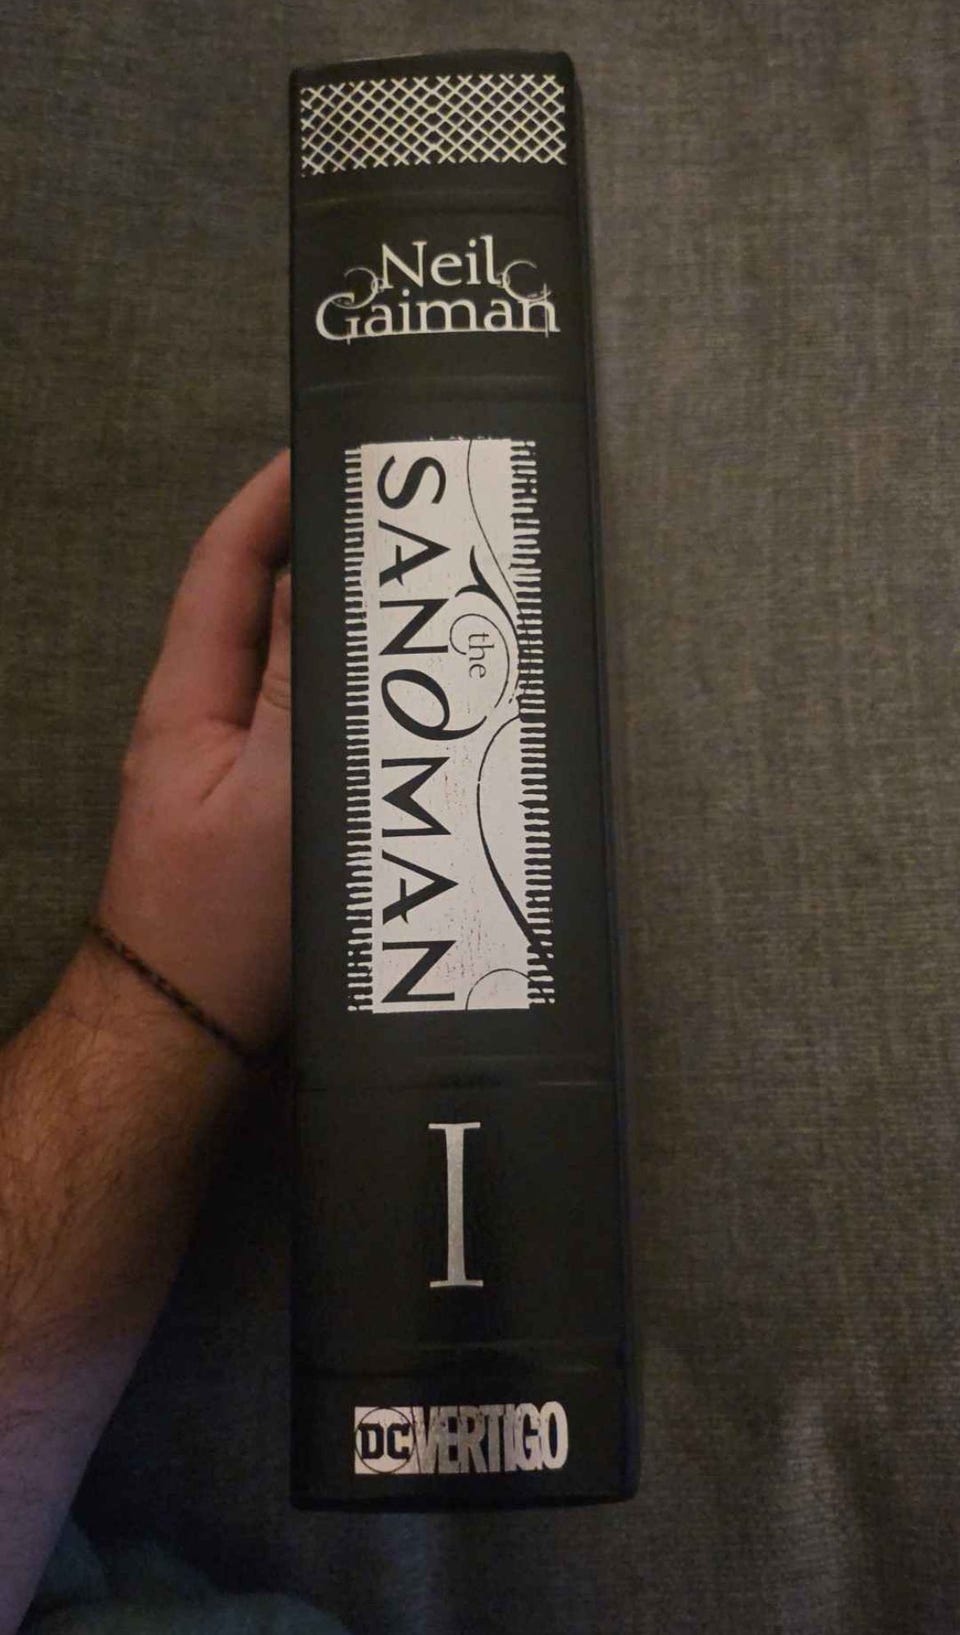 Neil
Gaiman
the
SANDMAN
I
DC VERTIGO